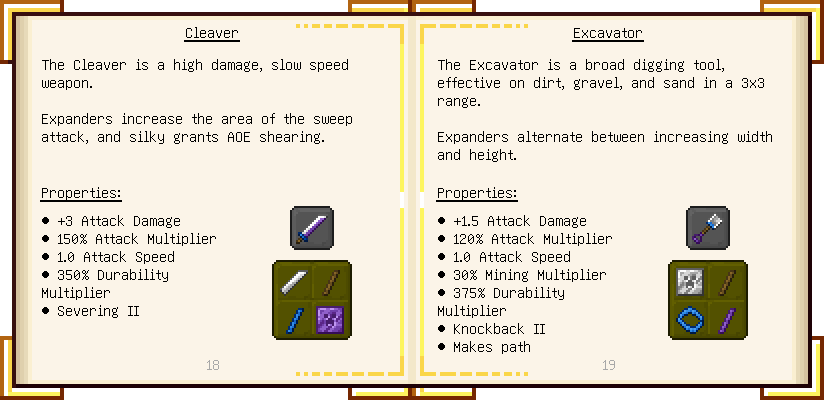 Cleaver
The Cleaver is a high damage, slow speed
weapon.
Expanders increase the area of the sweep
attack, and silky grants AOE shearing.
Properties:
● +3 Attack Damage
● 150% Attack Multiplier
● 1.0 Attack Speed
● 350% Durability
Multiplier
● Severing II
18
Excavator
The Excavator is a broad digging tool,
effective on dirt, gravel, and sand in a 3x3
range.
Expanders alternate between increasing width
and height.
Properties:
● +1.5 Attack Damage
● 120% Attack Multiplier
● 1.0 Attack Speed
● 30% Mining Multiplier
● 375% Durability
Multiplier
● Knockback II
● Makes path
19